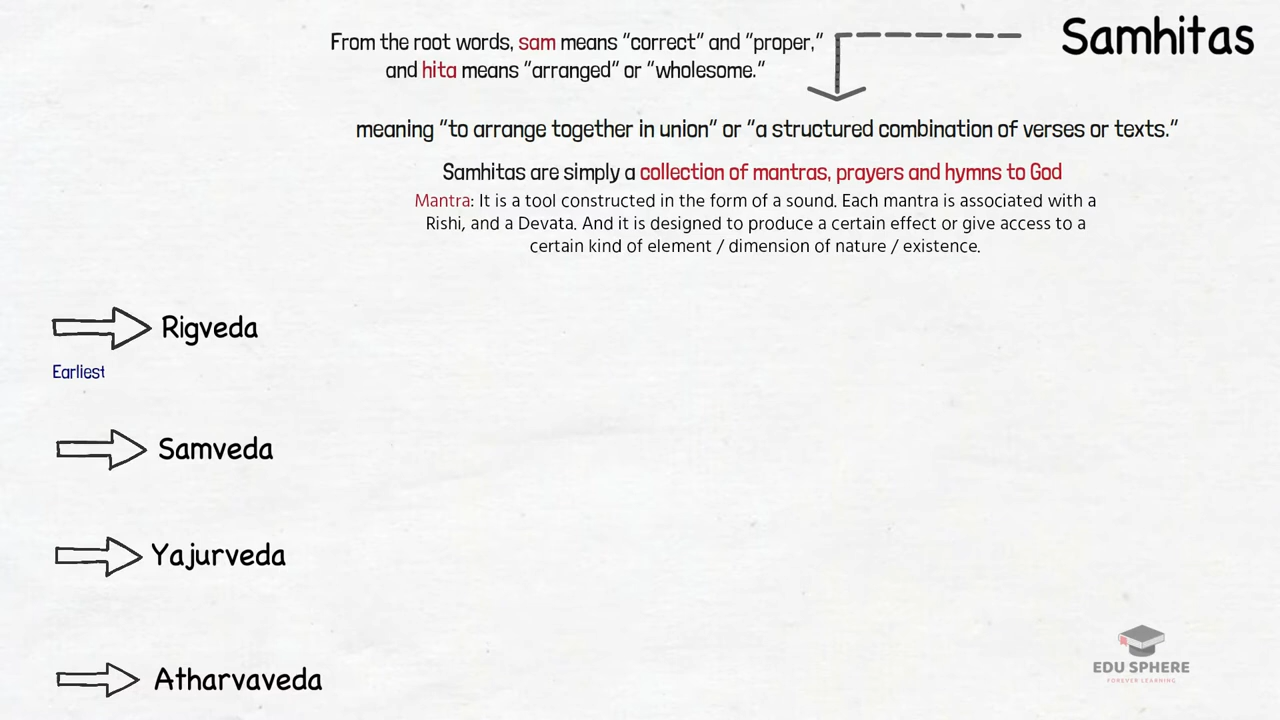 Samhitas
From the root words, sam means "correct" and "proper,"
and hita means "arranged" or "wholesome."
meaning "to arrange together in union" or "a structured combination of verses or texts."
Samhitas are simply a collection of mantras, prayers and hymns to God
Mantra: It is a tool constructed in the form of a sound. Each mantra is associated with a
Rishi, and a Devata. And it is designed to produce a certain effect or give access to a
certain kind of element / dimension of nature / existence.
Rigveda
Earliest
Samveda
Yajurveda
Atharvaveda
EDU SPHERE
FOREVER LEARNING